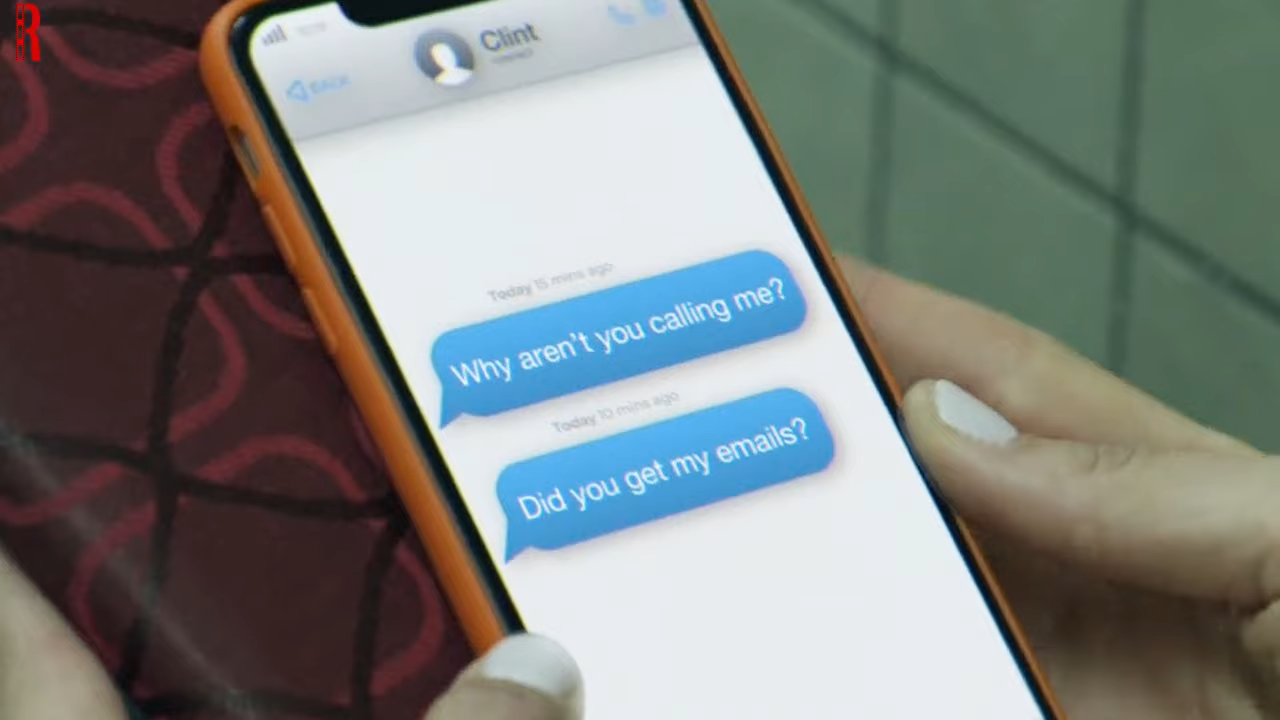 R
Clint
BACK
Today 15 mins ago
Why aren't you calling me?
Today 10 mins ago
Did you get my emails?